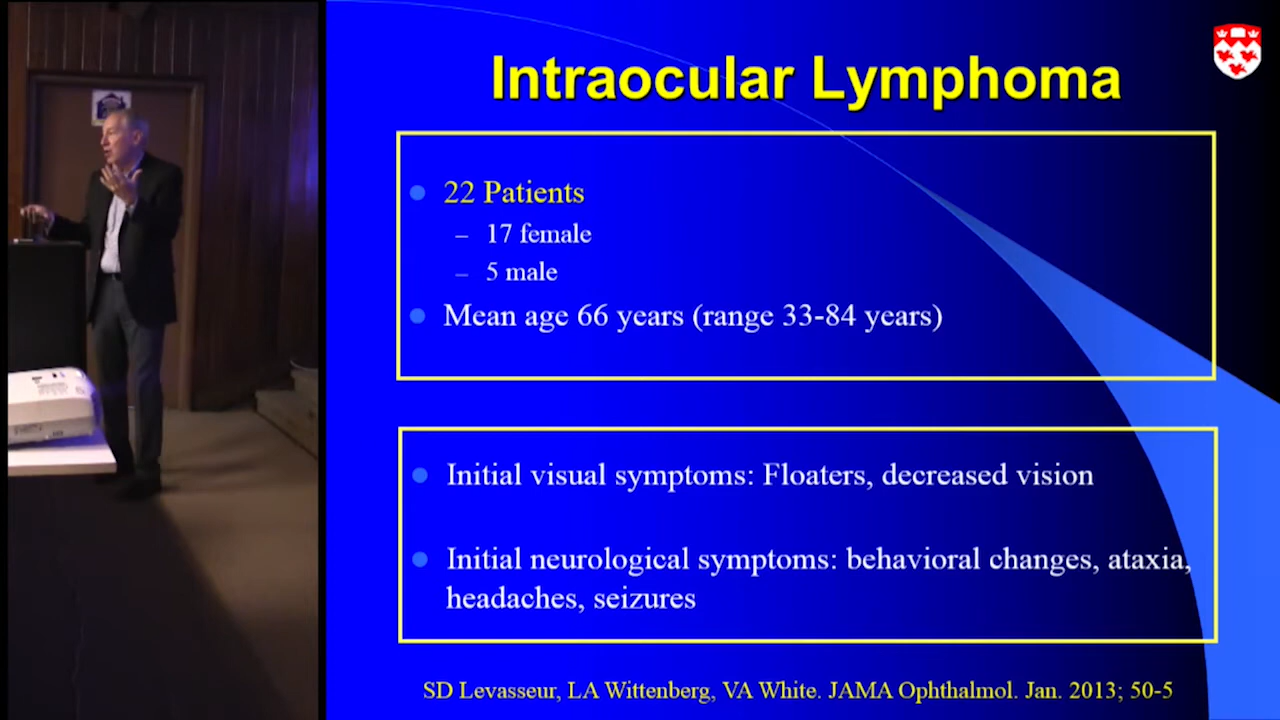 Intraocular Lymphoma
22 Patients
– 17 female
– 5 male
Mean age 66 years (range 33-84 years)
Initial visual symptoms: Floaters, decreased vision
Initial neurological symptoms: behavioral changes, ataxia,
headaches, seizures
SD Levasseur, LA Wittenberg, VA White. JAMA Ophthalmol. Jan. 2013; 50-5